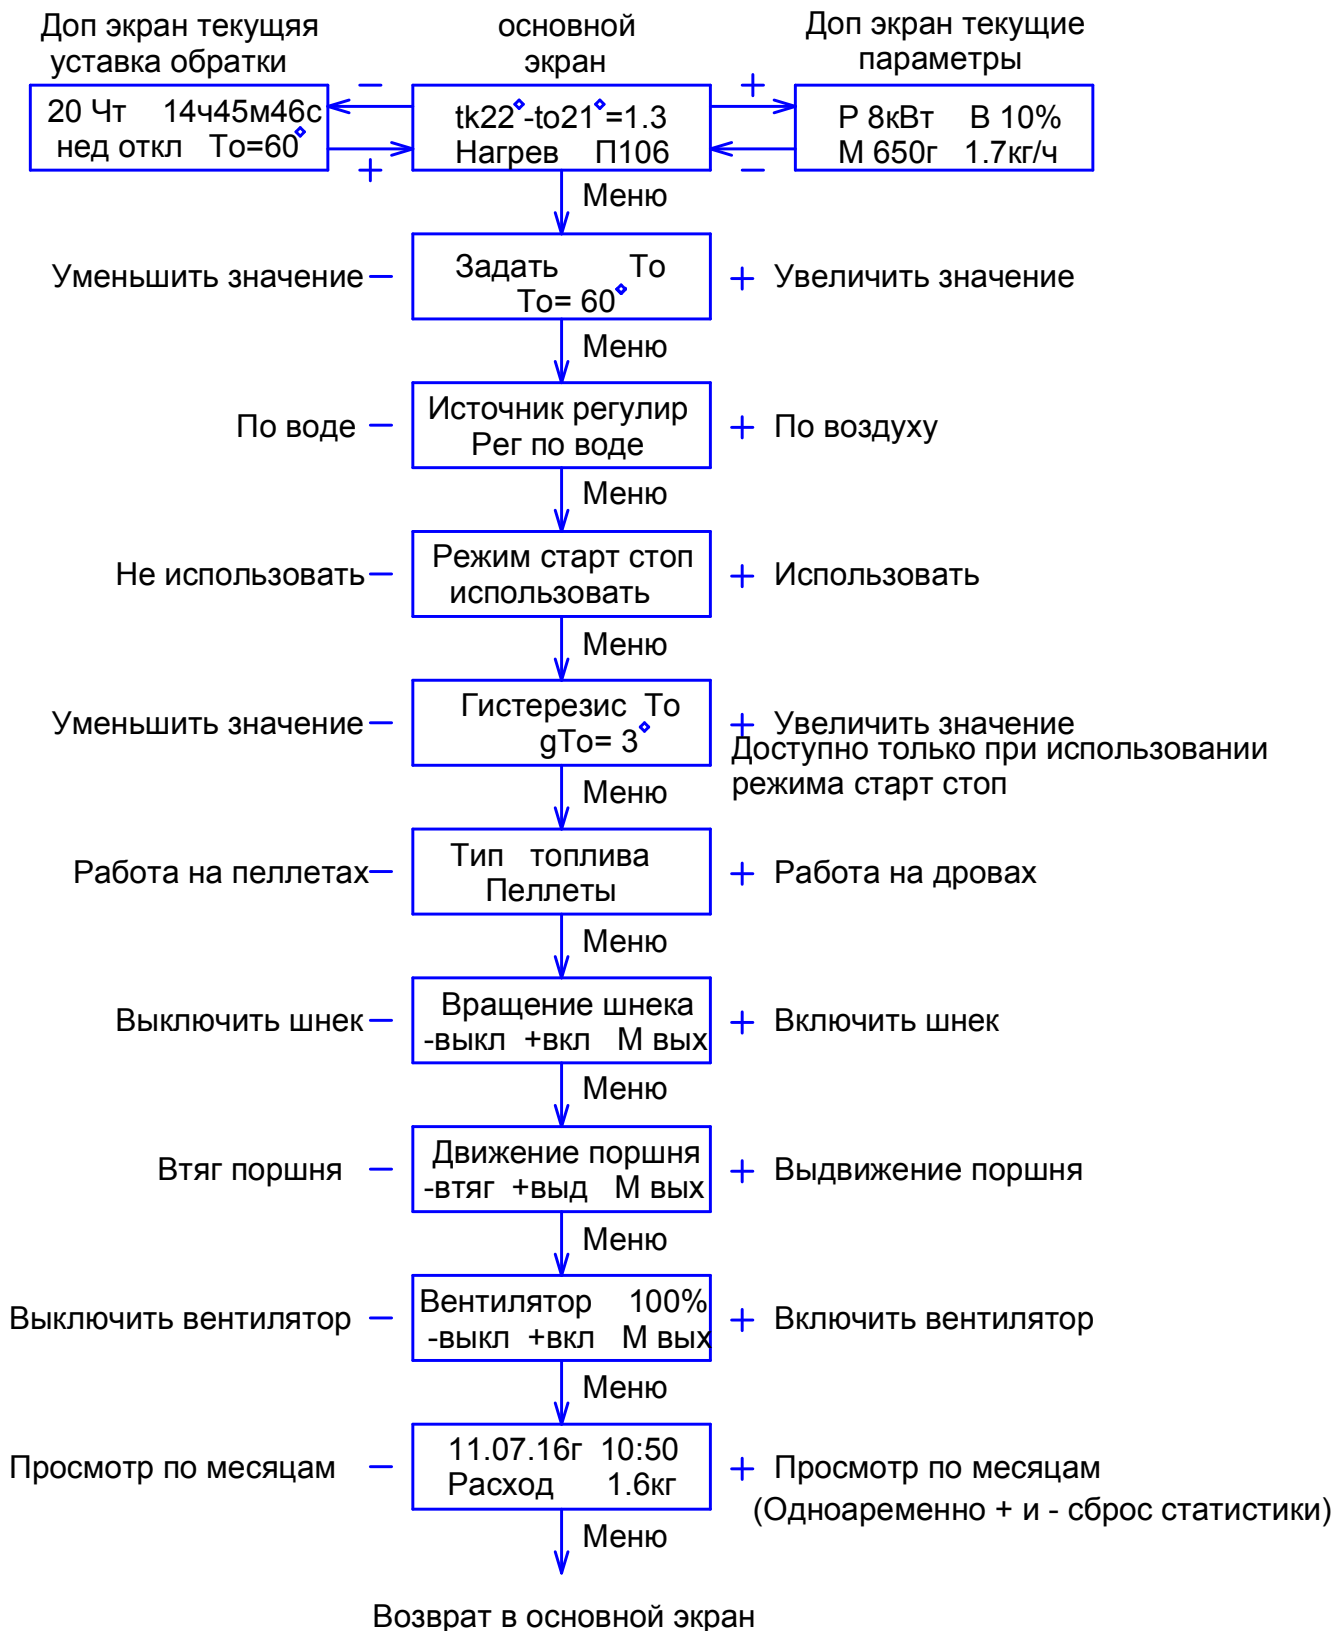 Доп экран текущяя
уставка обратки
основной
экран
Доп экран текущие
параметры
20 Чт 14ч45м46с
нед откл То=60°
–
+
tk22°-to21°=1.3
Нагрев П106
+
–
Р 8кВт В 10%
М 650г 1.7кг/ч
Меню
Уменьшить значение –
Задать То
То= 60°
+ Увеличить значение
Меню
По воде –
Источник регулир
Рег по воде
+ По воздуху
Меню
Не использовать –
Режим старт стоп
использовать
+ Использовать
Меню
Уменьшить значение –
Гистерезис То
gТо= 3°
+ Увеличить значение
Доступно только при использовании
режима старт стоп
Меню
Работа на пеллетах –
Тип топлива
Пеллеты
+ Работа на дровах
Меню
Выключить шнек –
Вращение шнека
-выкл +вкл М вых
+ Включить шнек
Меню
Втяг поршня –
Движение поршня
-втяг +выд М вых
+ Выдвижение поршня
Меню
Выключить вентилятор –
Вентилятор 100%
-выкл +вкл М вых
+ Включить вентилятор
Меню
Просмотр по месяцам –
11.07.16г 10:50
Расход 1.6кг
+ Просмотр по месяцам
(Одноаременно + и - сброс статистики)
Меню
Возврат в основной экран